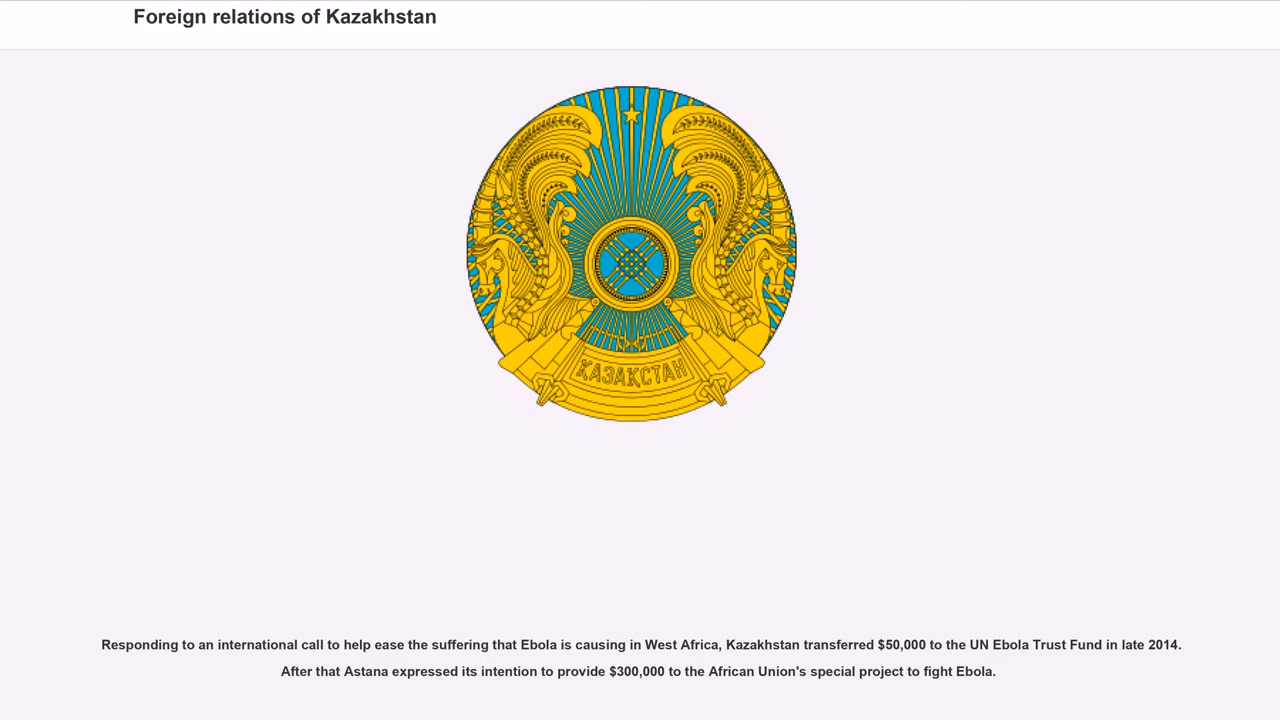 Foreign relations of Kazakhstan
ҚАЗАҚСТАН
Responding to an international call to help ease the suffering that Ebola is causing in West Africa, Kazakhstan transferred $50,000 to the UN Ebola Trust Fund in late 2014.
After that Astana expressed its intention to provide $300,000 to the African Union's special project to fight Ebola.